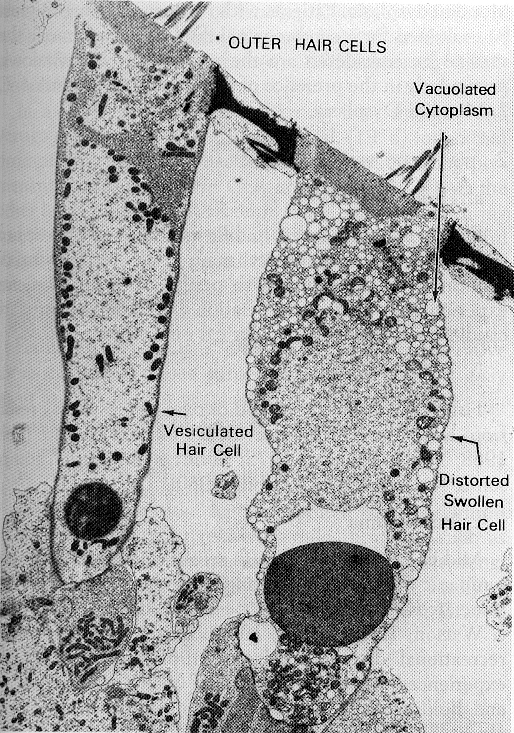 OUTER HAIR CELLS
Vacuolated
Cytoplasm
Vesiculated
Hair Cell
Distorted
Swollen
Hair Cell